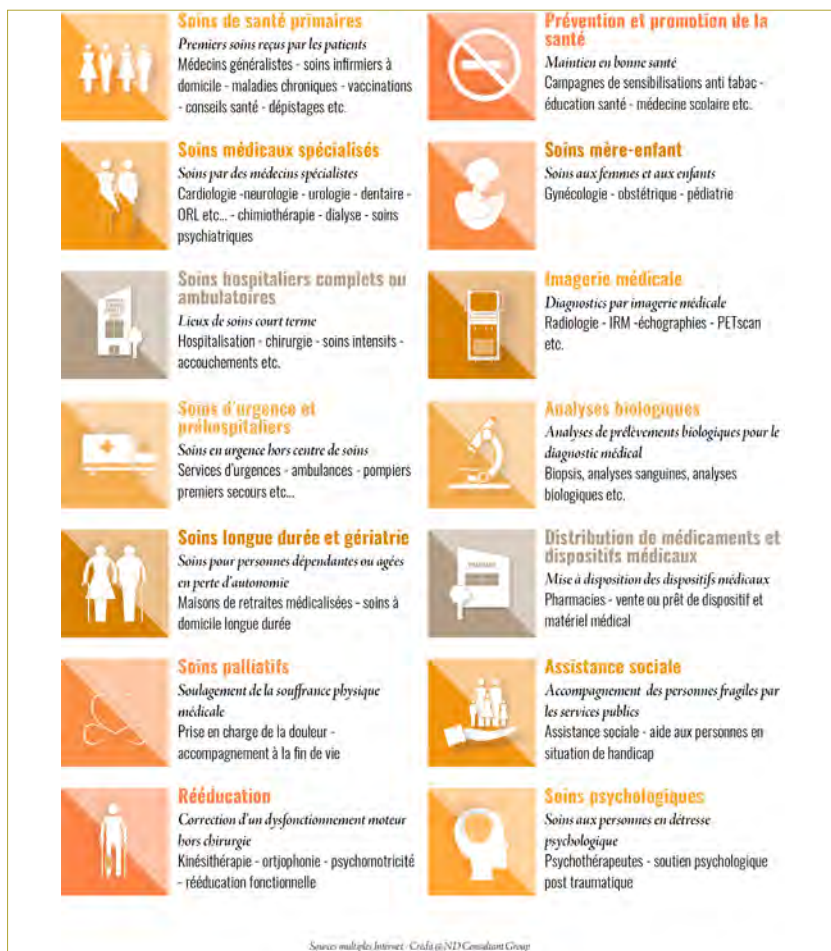 Soins de santé primaires
Premiers soins reçus par les patients
Médecins généralistes - soins infirmiers à
domicile - maladies chroniques - vaccinations
- conseils santé - dépistages etc.
Prévention et promotion de la
santé
Maintien en bonne santé
Campagnes de sensibilisations anti tabac -
éducation santé - médecine scolaire etc.
Soins médicaux spécialisés
Soins par des médecins spécialistes
Cardiologie -neurologie - urologie - dentaire -
ORL etc... - chimiothérapie - dialyse - soins
psychiatriques
Soins mère-enfant
Soins aux femmes et aux enfants
Gynécologie - obstétrique - pédiatrie
Soins hospitaliers complets ou
ambulatoires
Lieux de soins court terme
Hospitalisation - chirurgie - soins intensifs -
accouchements etc.
Imagerie médicale
Diagnostics par imagerie médicale
Radiologie - IRM -échographies - PETscan
etc.
Soins d'urgence et
préhospitaliers
Soins en urgence hors centre de soins
Services d'urgences - ambulances - pompiers
premiers secours etc...
Analyses biologiques
Analyses de prélèvements biologiques pour le
diagnostic médical
Biopsis, analyses sanguines, analyses
biologiques etc.
Soins longue durée et gériatrie
Soins pour personnes dépendantes ou agées
en perte d'autonomie
Maisons de retraites médicalisées - soins à
domicile longue durée
Distribution de médicaments et
dispositifs médicaux
Mise à disposition des dispositifs médicaux
Pharmacies - vente ou prêt de dispositif et
matériel médical
Soins palliatifs
Soulagement de la souffrance physique
médicale
Prise en charge de la douleur -
accompagnement à la fin de vie
Assistance sociale
Accompagnement des personnes fragiles par
les services publics
Assistance sociale - aide aux personnes en
situation de handicap
Rééducation
Correction d'un dysfonctionnement moteur
hors chirurgie
Kinésithérapie - ortjophonie - psychomotricité
- rééducation fonctionnelle
Soins psychologiques
Soins aux personnes en détresse
psychologique
Psychothérapeutes - soutien psychologique
post traumatique
Sources multiples Internet - Crédit @ND Consultant Group